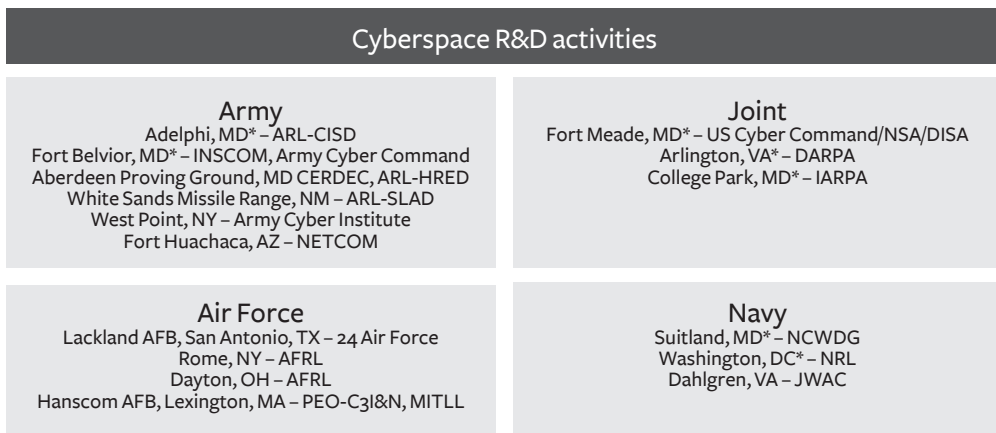 Cyberspace R&D activities
Army
Adelphi, MD* – ARL-CISD
Fort Belvior, MD* – INSCOM, Army Cyber Command
Aberdeen Proving Ground, MD CERDEC, ARL-HRED
White Sands Missile Range, NM – ARL-SLAD
West Point, NY – Army Cyber Institute
Fort Huachaca, AZ – NETCOM
Joint
Fort Meade, MD* – US Cyber Command/NSA/DISA
Arlington, VA* – DARPA
College Park, MD* – IARPA
Air Force
Lackland AFB, San Antonio, TX – 24 Air Force
Rome, NY – AFRL
Dayton, OH – AFRL
Hanscom AFB, Lexington, MA – PEO-C3I&N, MITLL
Navy
Suitland, MD* – NCWDG
Washington, DC* – NRL
Dahlgren, VA – JWAC